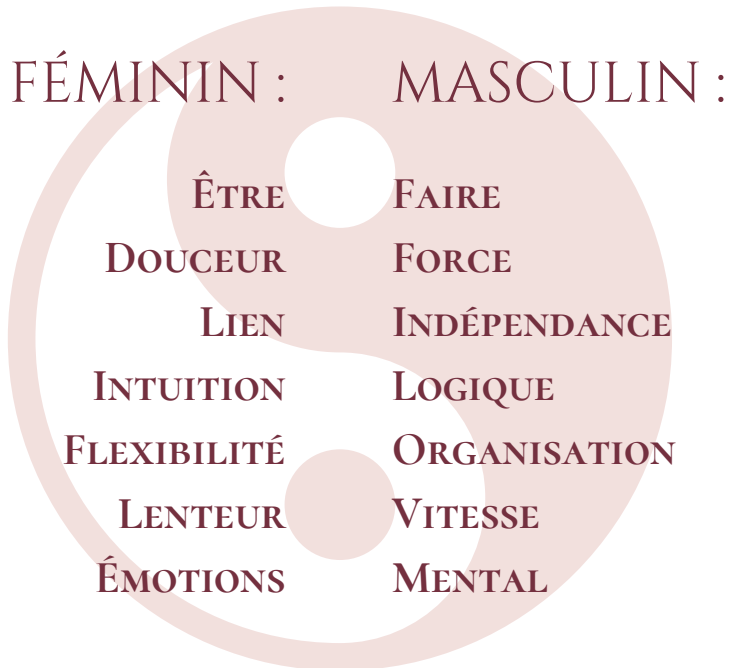 FÉMININ : MASCULIN :
Être Faire
Douceur Force
Lien Indépendance
Intuition Logique
Flexibilité Organisation
Lenteur Vitesse
Émotions Mental